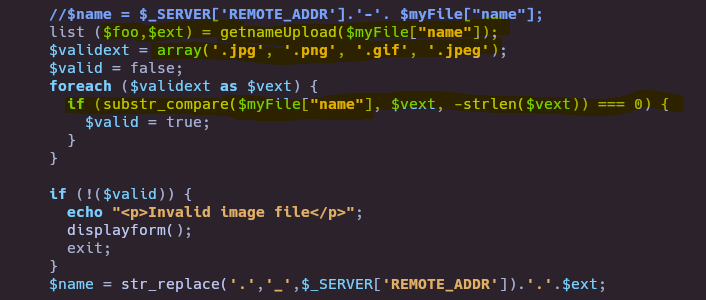 //$name = $_SERVER['REMOTE_ADDR'].'-'. $myFile["name"];
list ($foo,$ext) = getnameUpload($myFile["name"]);
$validext = array('.jpg', '.png', '.gif', '.jpeg');
$valid = false;
foreach ($validext as $vext) {
  if (substr_compare($myFile["name"], $vext, -strlen($vext)) === 0) {
    $valid = true;
  }
}

if (!($valid)) {
  echo "<p>Invalid image file</p>";
  displayform();
  exit;
}
$name = str_replace('.','_',$_SERVER['REMOTE_ADDR']).'.'.$ext;